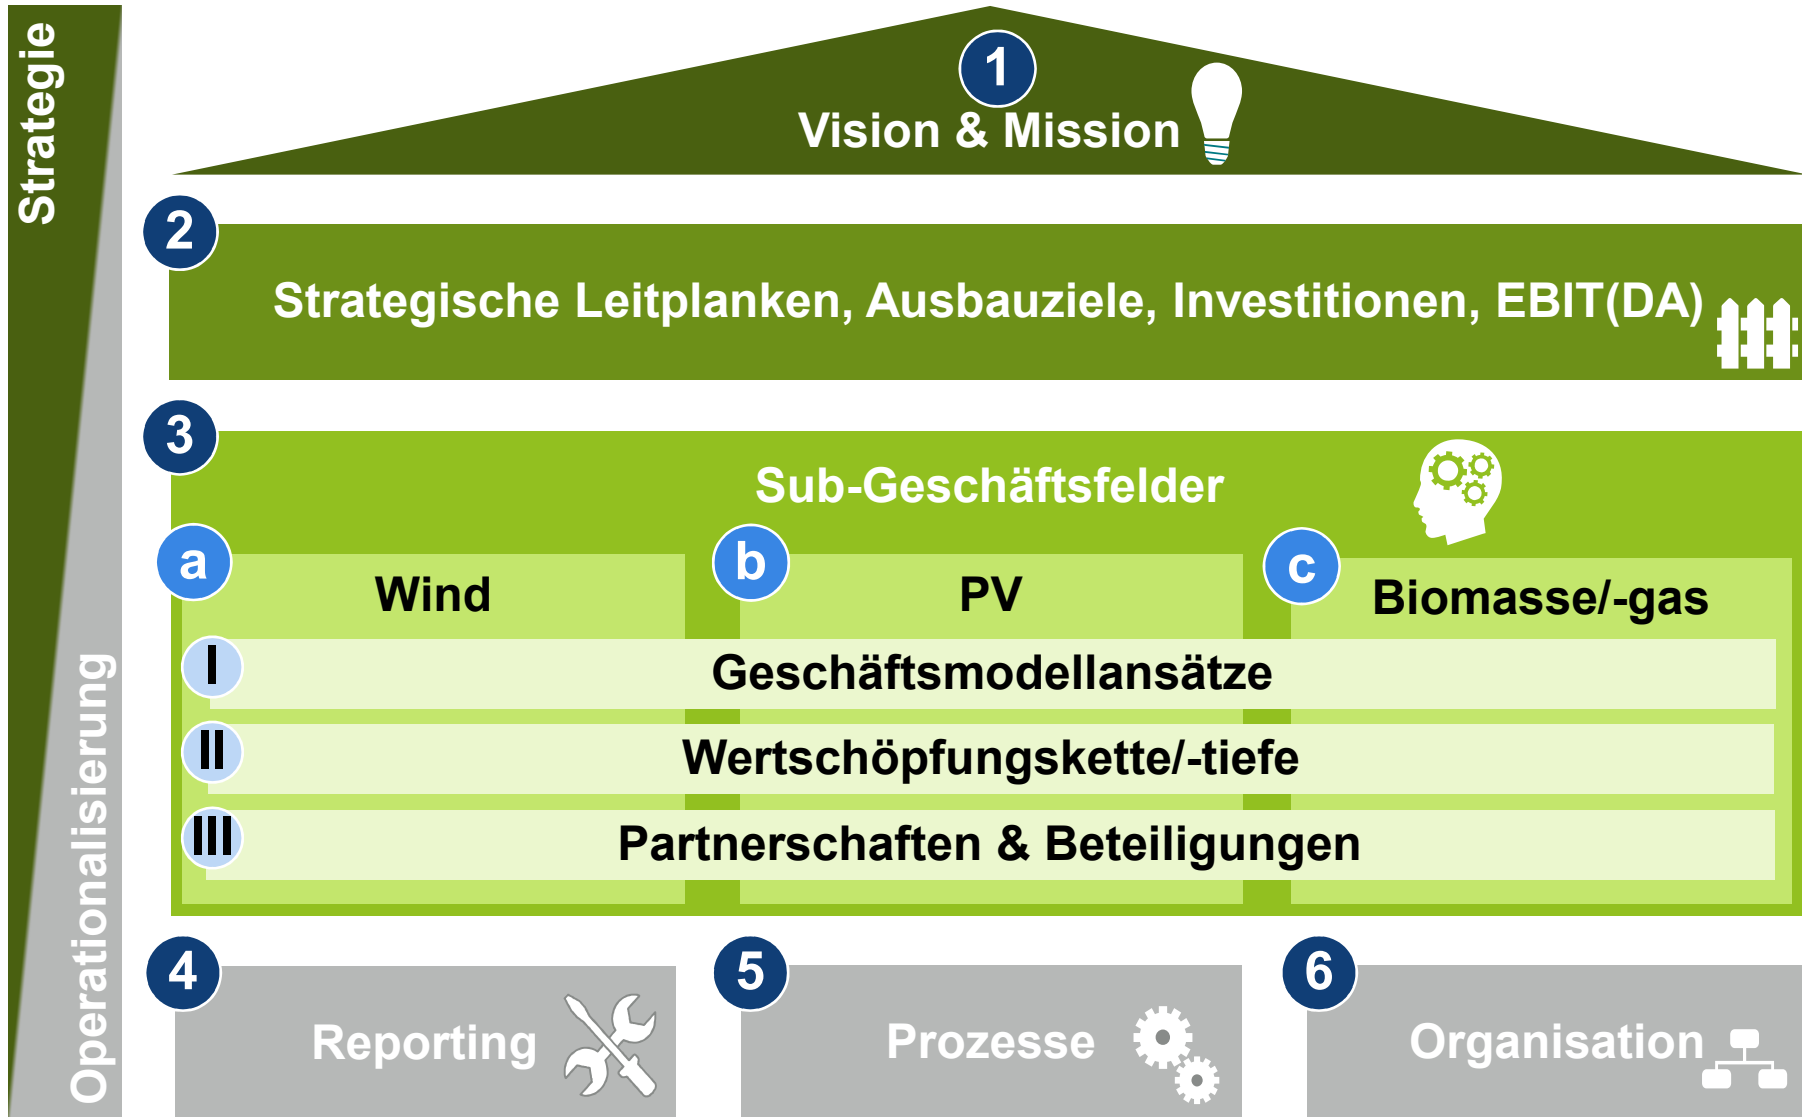 Strategie
Operationalisierung
1
Vision & Mission
2
Strategische Leitplanken, Ausbauziele, Investitionen, EBIT(DA)
3
Sub-Geschäftsfelder
a
Wind
b
PV
c
Biomasse/-gas
I
Geschäftsmodellansätze
II
Wertschöpfungskette/-tiefe
III
Partnerschaften & Beteiligungen
4
Reporting
5
Prozesse
6
Organisation